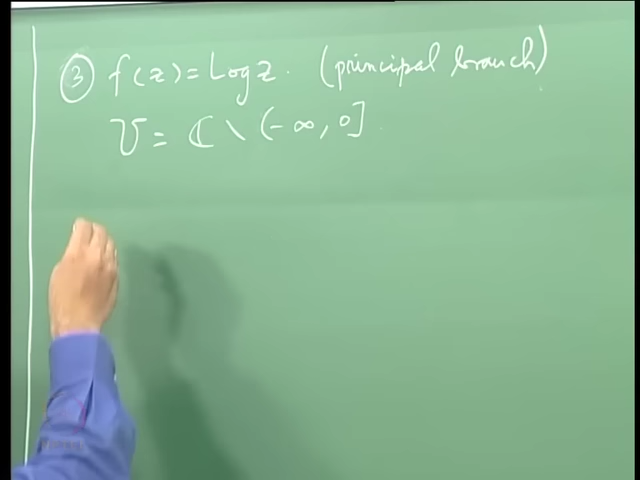 ③ f(z) = Log z. (principal branch)
U = ℂ \ (-∞, 0]